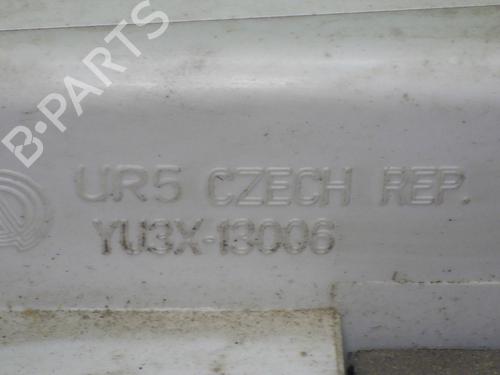 B-PARTS
UR5 CZECH REP.
YU3X-13006